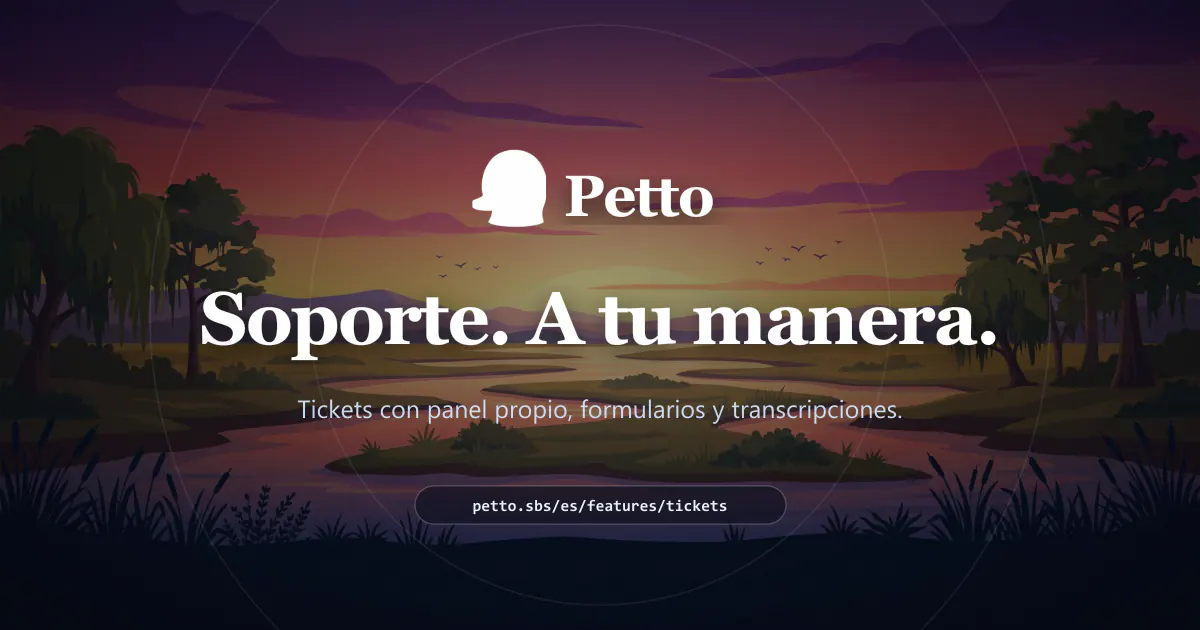 Petto
Soporte. A tu manera.
Tickets con panel propio, formularios y transcripciones.
petto.sbs/es/features/tickets